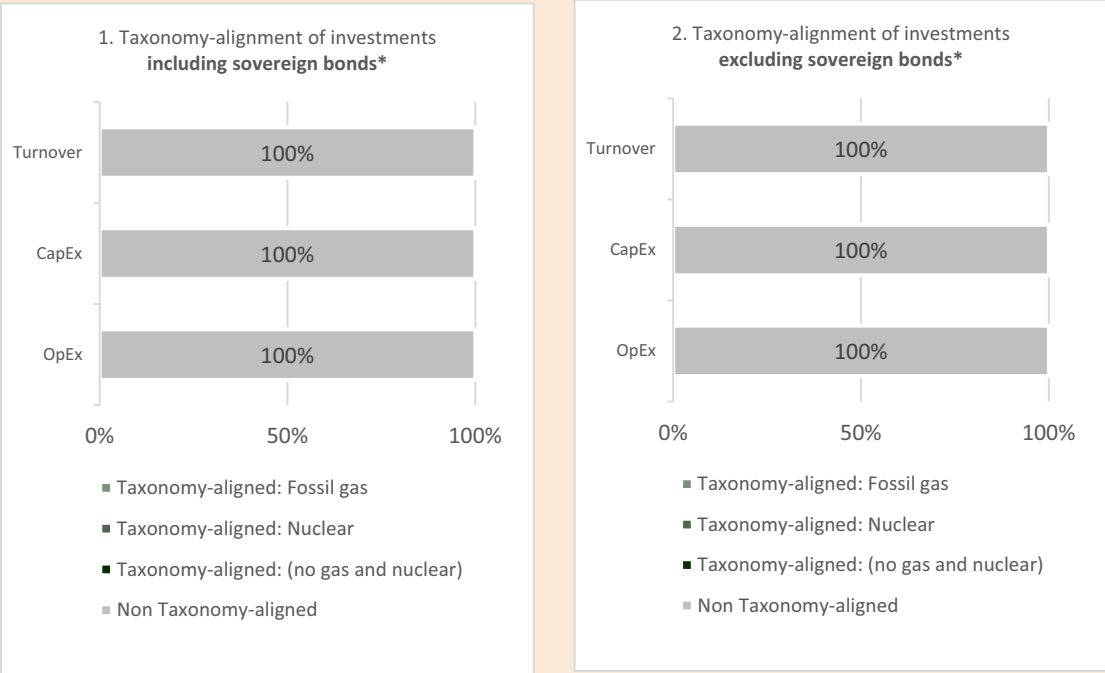 1. Taxonomy-alignment of investments
including sovereign bonds*
Turnover
100%
CapEx
100%
OpEx
100%
0%
50%
100%
Taxonomy-aligned: Fossil gas
Taxonomy-aligned: Nuclear
Taxonomy-aligned: (no gas and nuclear)
Non Taxonomy-aligned
2. Taxonomy-alignment of investments
excluding sovereign bonds*
Turnover
100%
CapEx
100%
OpEx
100%
0%
50%
100%
Taxonomy-aligned: Fossil gas
Taxonomy-aligned: Nuclear
Taxonomy-aligned: (no gas and nuclear)
Non Taxonomy-aligned